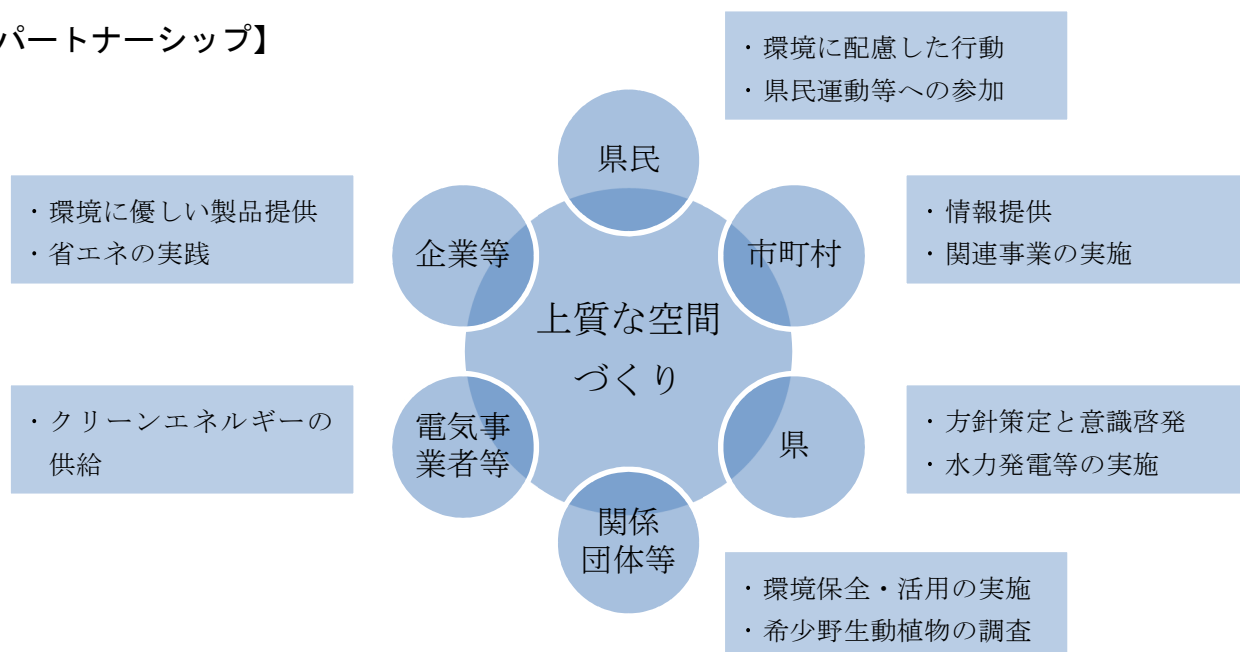 パートナーシップ】
・環境に配慮した行動
・県民運動等への参加
県民
・環境に優しい製品提供
・省エネの実践
企業等
市町村
・情報提供
・関連事業の実施
上質な空間
づくり
・クリーンエネルギーの
供給
電気事
業者等
県
・方針策定と意識啓発
・水力発電等の実施
関係
団体等
・環境保全・活用の実施
・希少野生動植物の調査